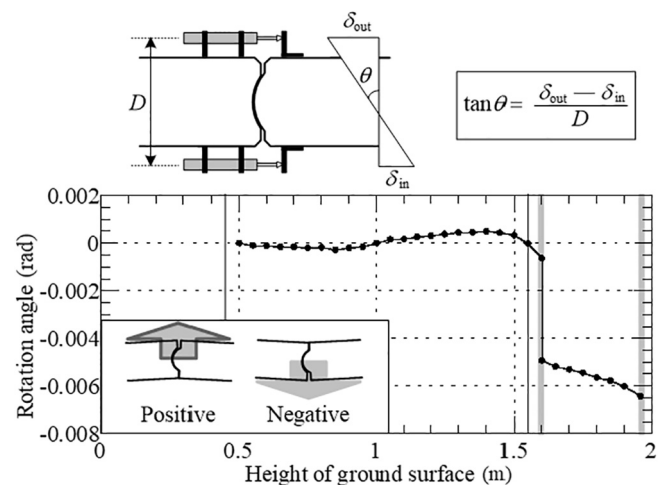 δout
θ
D
δin
tanθ = δout — δin / D
0.002
0
-0.002
-0.004
-0.006
-0.008
Rotation angle (rad)
Positive
Negative
0
0.5
1
1.5
2
Height of ground surface (m)